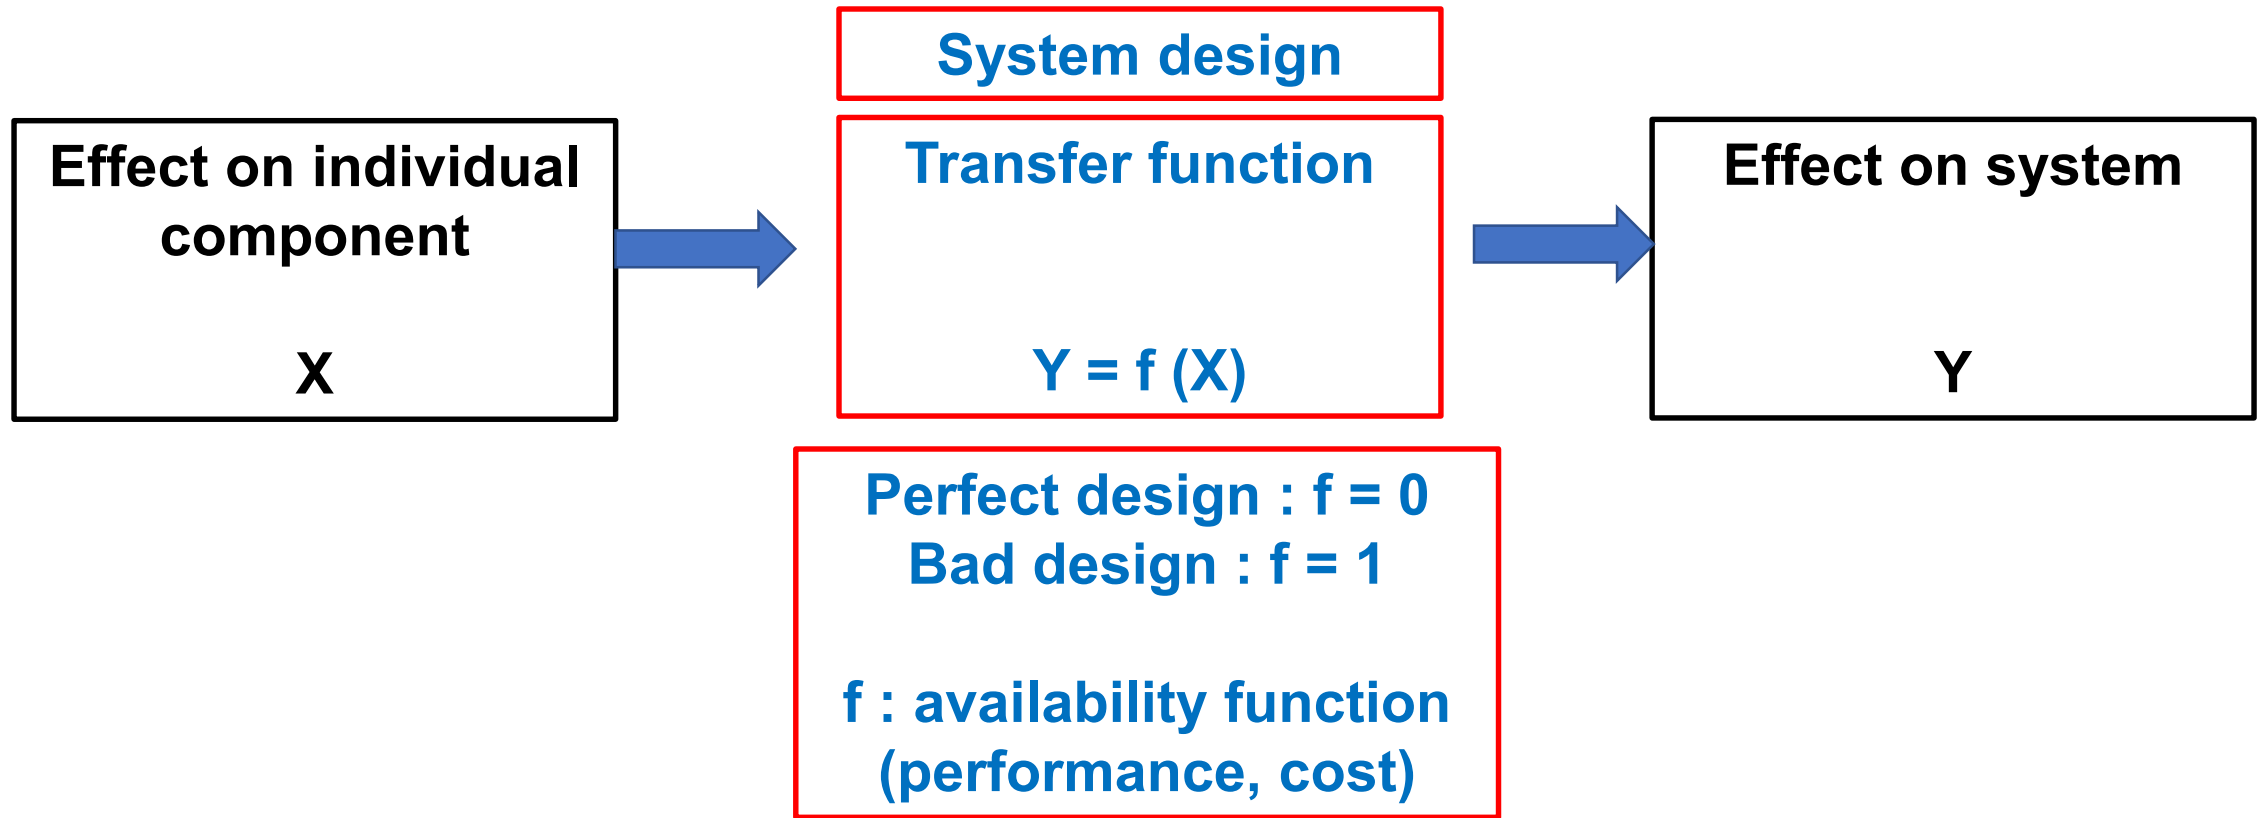 System design
Effect on individual
component
X
Transfer function
Y = f (X)
Effect on system
Y
Perfect design : f = 0
Bad design : f = 1
f : availability function
(performance, cost)